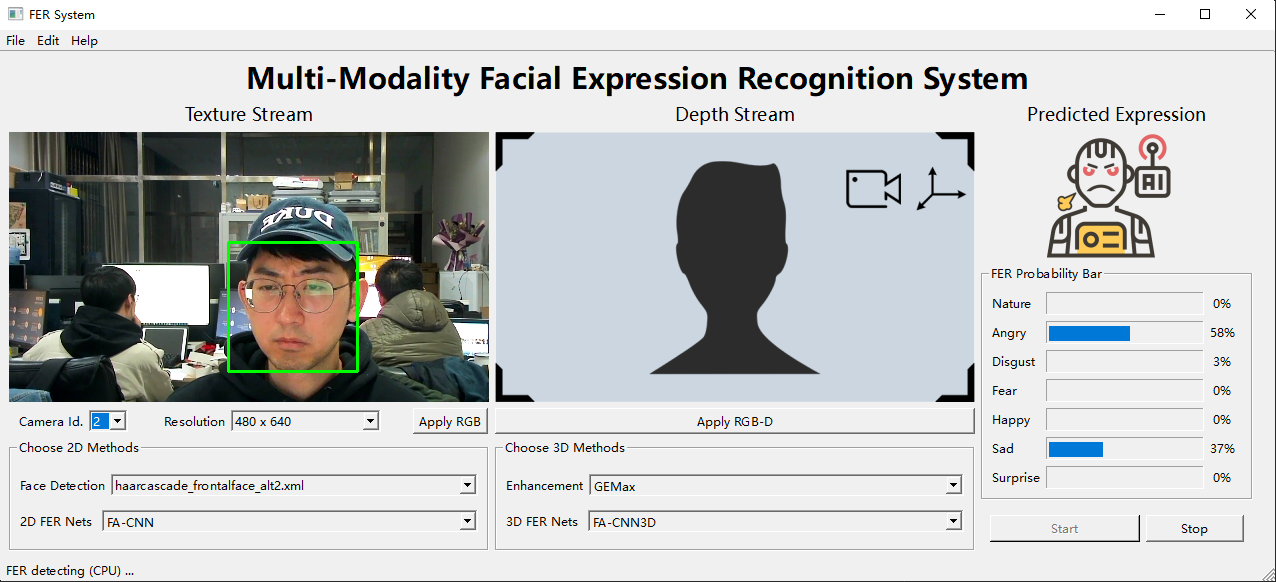 FER System
File Edit Help
Multi-Modality Facial Expression Recognition System
Texture Stream
Depth Stream
Predicted Expression
DUKE
AI
FER Probability Bar
Nature 0%
Angry 58%
Disgust 3%
Fear 0%
Happy 0%
Sad 37%
Surprise 0%
Camera Id. 2 Resolution 480 x 640 Apply RGB
Apply RGB-D
Choose 2D Methods
Face Detection haarcascade_frontalface_alt2.xml
2D FER Nets FA-CNN
Choose 3D Methods
Enhancement GEMax
3D FER Nets FA-CNN3D
Start Stop
FER detecting (CPU) ...